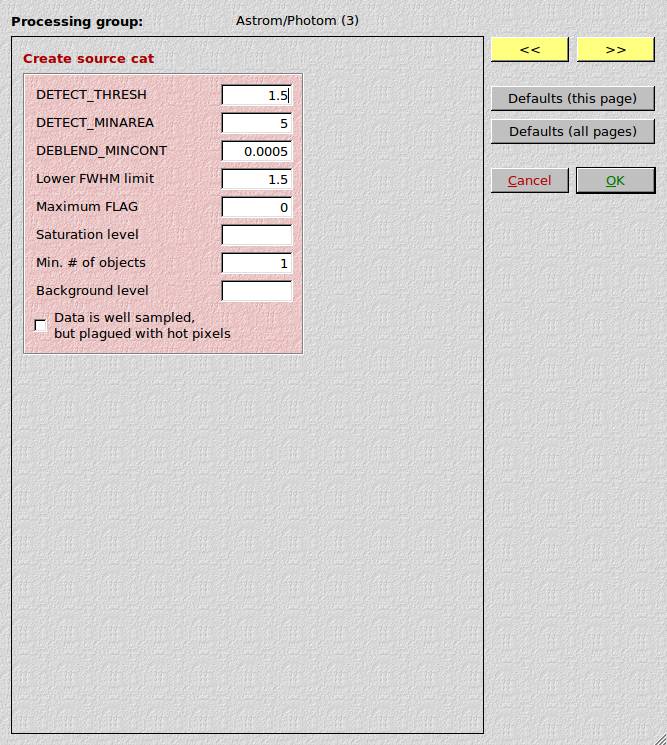 Processing group: Astrom/Photom (3)
<< >>
Create source cat
DETECT_THRESH 1.5
Defaults (this page)
DETECT_MINAREA 5
Defaults (all pages)
DEBLEND_MINCONT 0.0005
Lower FWHM limit 1.5
Cancel OK
Maximum FLAG 0
Saturation level
Min. # of objects 1
Background level
Data is well sampled,
but plagued with hot pixels